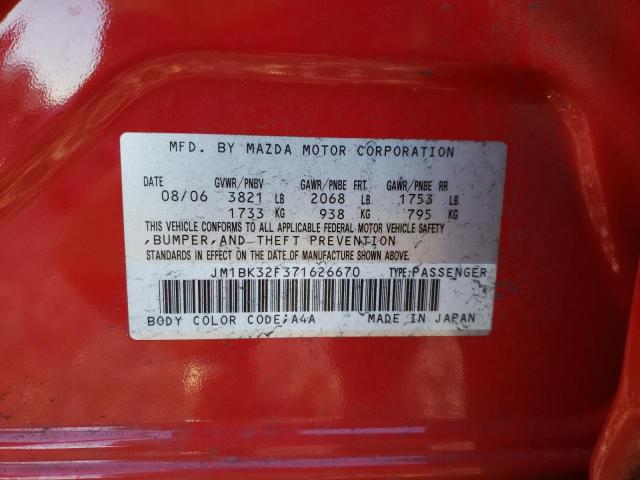 MFD. BY MAZDA MOTOR CORPORATION
DATE GVWR/PNBV GAWR/PNBE FRT GAWR/PNBE RR
08/06 3821 LB 2068 LB 1753 LB
1733 KG 938 KG 795 KG
THIS VEHICLE CONFORMS TO ALL APPLICABLE FEDERAL MOTOR VEHICLE SAFETY
,BUMPER,AND THEFT PREVENTION
STANDARDS IN EFFECT ON THE DATE OF MANUFACTURE SHOWN ABOVE.
JM1BK32F371626670 TYPE:PASSENGER
BODY COLOR CODE:A4A MADE IN JAPAN